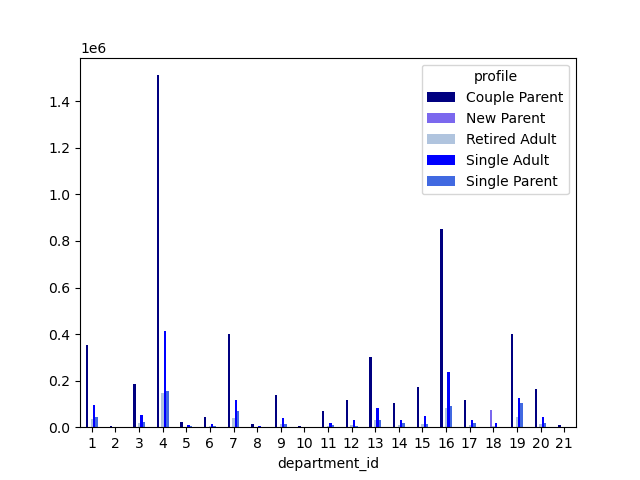 1e6
1.4
1.2
1.0
0.8
0.6
0.4
0.2
0.0
profile
Couple Parent
New Parent
Retired Adult
Single Adult
Single Parent
1 2 3 4 5 6 7 8 9 10 11 12 13 14 15 16 17 18 19 20 21
department_id